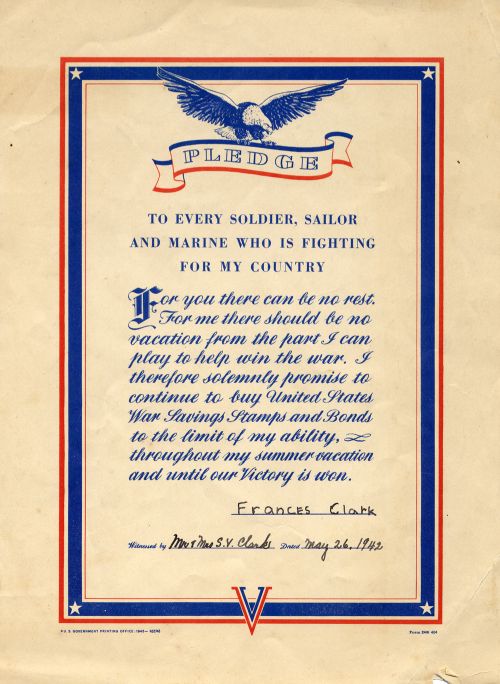 PLEDGE
TO EVERY SOLDIER, SAILOR
AND MARINE WHO IS FIGHTING
FOR MY COUNTRY
For you there can be no rest.
For me there should be no
vacation from the part I can
play to help win the war. I
therefore solemnly promise to
continue to buy United States
War Savings Stamps and Bonds
to the limit of my ability,
throughout my summer vacation
and until our Victory is won.
Frances Clark
Witnessed by Mr & Mrs S.V. Clark Dated May 26, 1942
V
U. S. GOVERNMENT PRINTING OFFICE: 1942— Form DSS